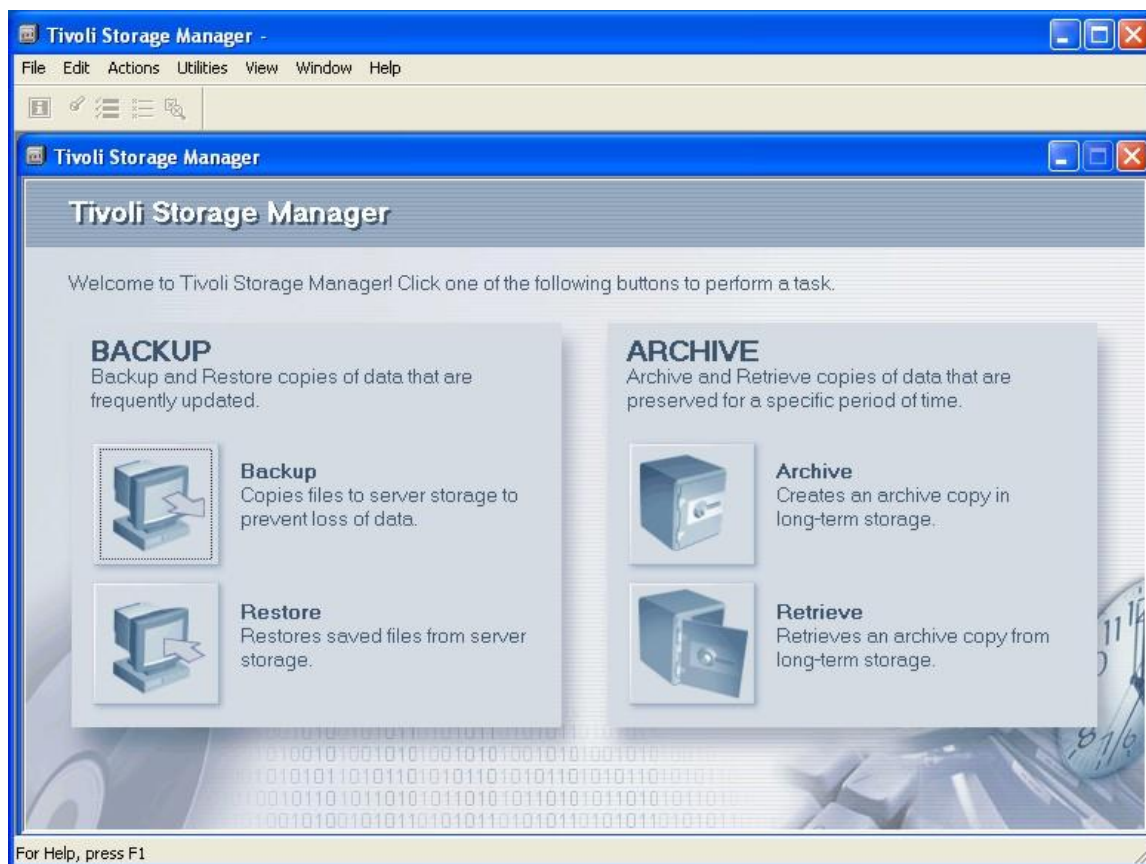 Tivoli Storage Manager -
File Edit Actions Utilities View Window Help
Tivoli Storage Manager
Tivoli Storage Manager
Welcome to Tivoli Storage Manager! Click one of the following buttons to perform a task.
BACKUP
Backup and Restore copies of data that are
frequently updated.
Backup
Copies files to server storage to
prevent loss of data.
Restore
Restores saved files from server
storage.
ARCHIVE
Archive and Retrieve copies of data that are
preserved for a specific period of time.
Archive
Creates an archive copy in
long-term storage.
Retrieve
Retrieves an archive copy from
long-term storage.
For Help, press F1